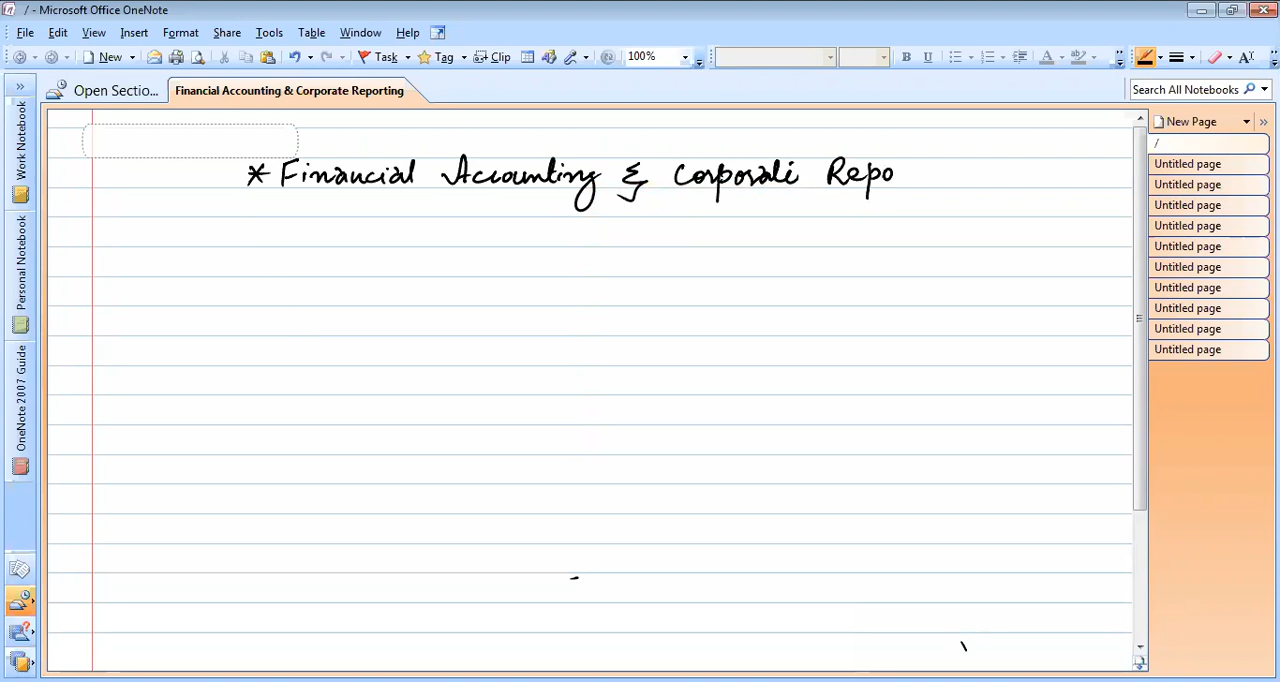 / - Microsoft Office OneNote
File Edit View Insert Format Share Tools Table Window Help
New Task Tag Clip 100% B U A ab A
Open Sectio... Financial Accounting & Corporate Reporting Search All Notebooks
New Page
/
Untitled page
Untitled page
Untitled page
Untitled page
Untitled page
Untitled page
Untitled page
Untitled page
Untitled page
Untitled page
Work Notebook
Personal Notebook
OneNote 2007 Guide
* Financial Accounting & Corporate Repo